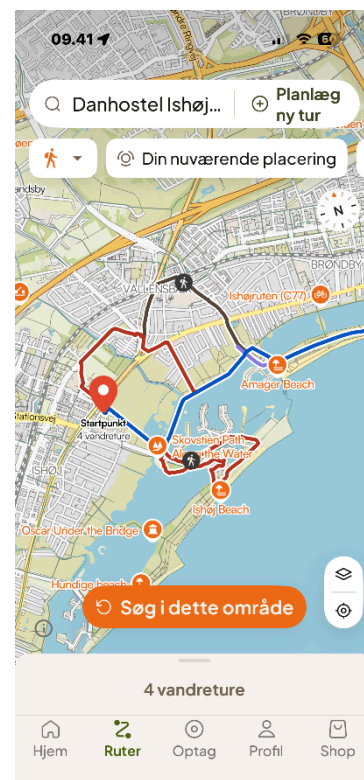 09.41
Danhostel Ishøj...
Planlæg
ny tur
Din nuværende placering
N
BRØNDBY
VALLENSB
Ishøjruten (C77)
Amager Beach
Stationsvej
Startpunkt
4 vandreture
Skovstien Path
Along the Water
ISHØJ
Ishøj Beach
Oscar Under the Bridge
Hundige beach
Søg i dette område
4 vandreture
Hjem
Ruter
Optag
Profil
Shop